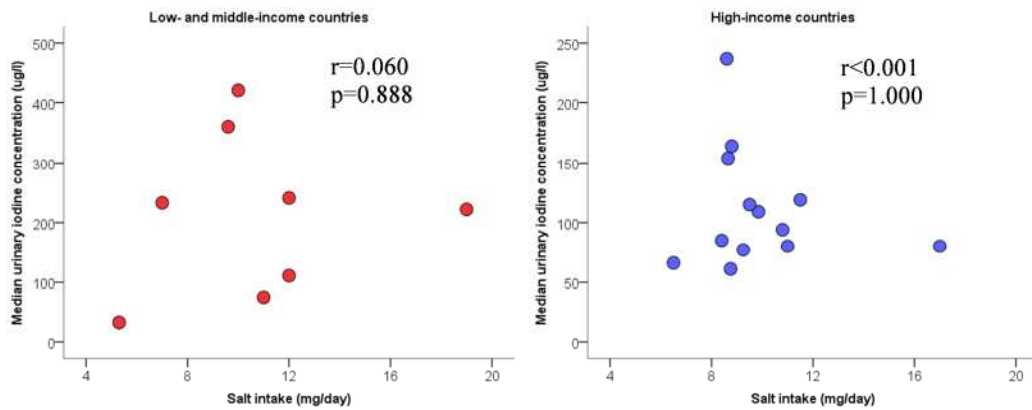 Low- and middle-income countries
500
400
300
200
100
0
Median urinary iodine concentration (ug/l)
r=0.060
p=0.888
4
8
12
16
20
Salt intake (mg/day)
High-income countries
250
200
150
100
50
0
Median urinary iodine concentration (ug/l)
r<0.001
p=1.000
4
8
12
16
20
Salt intake (mg/day)